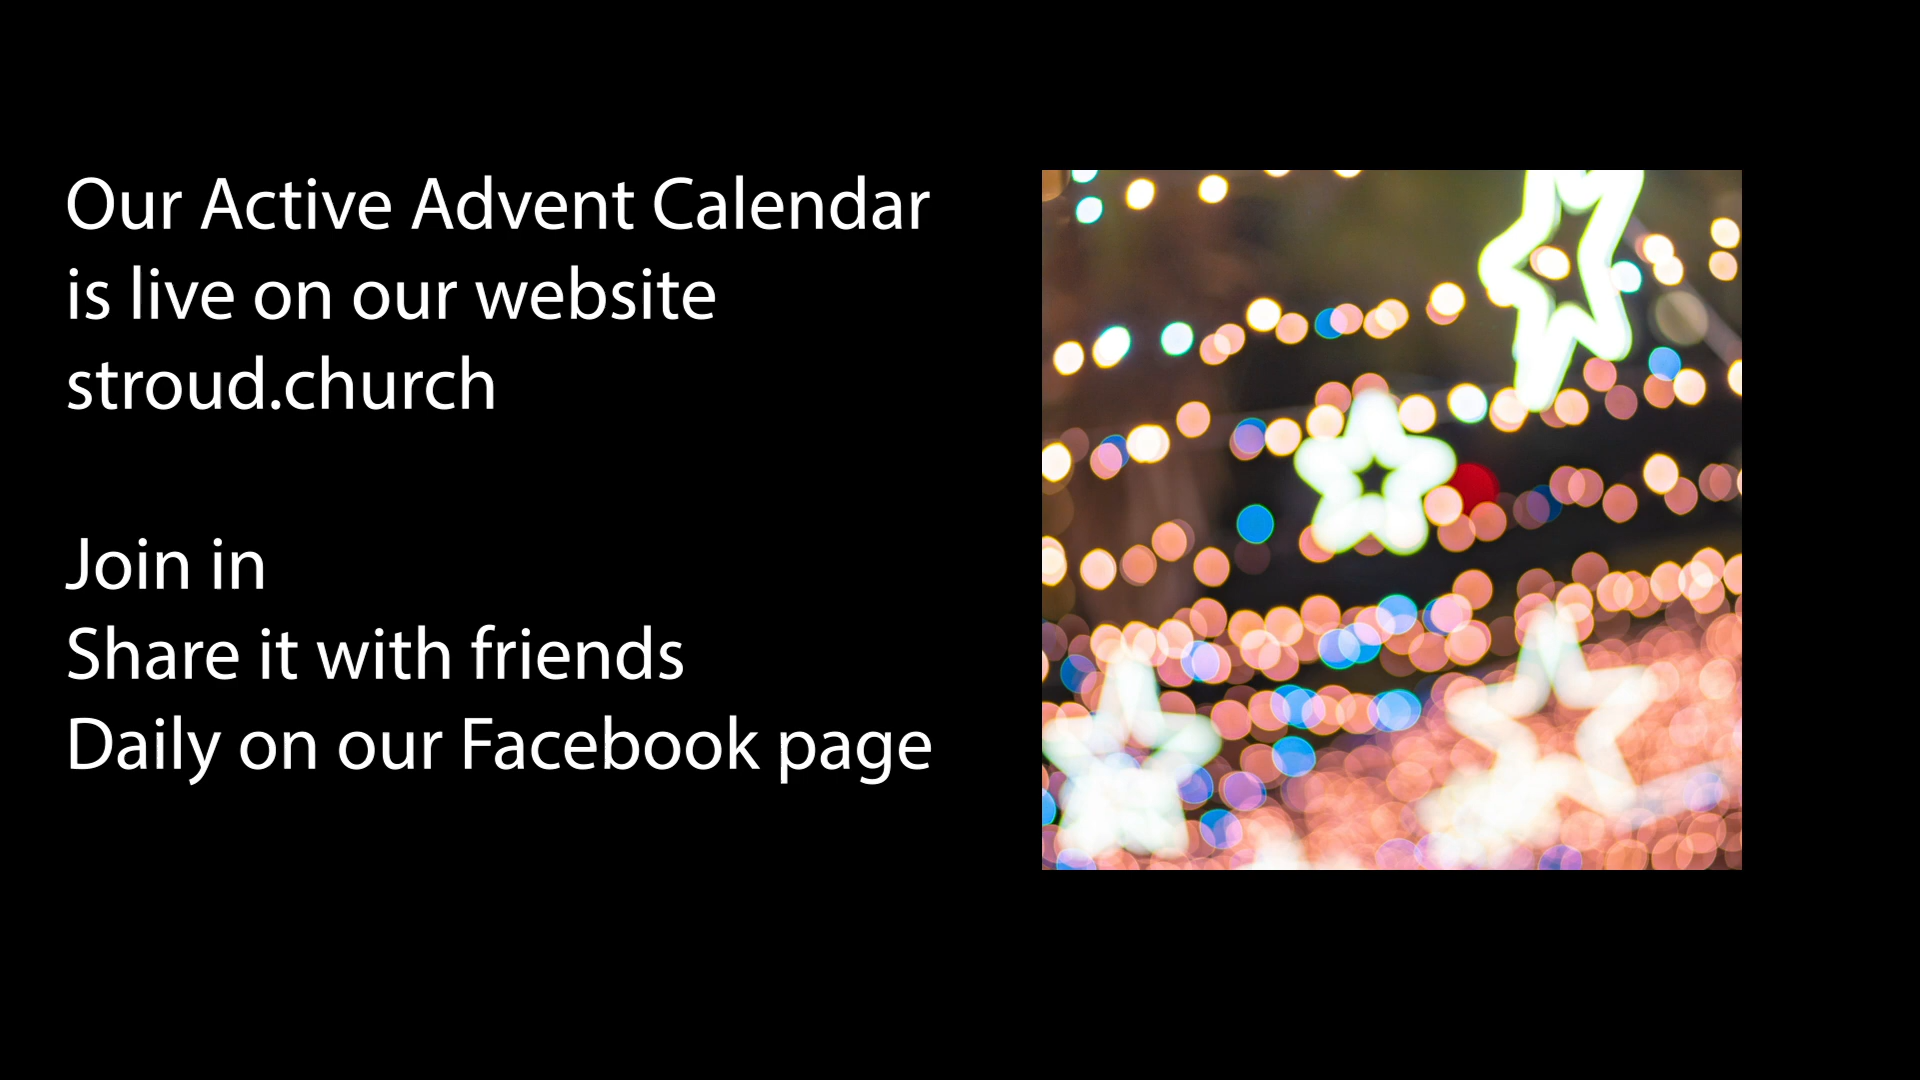 Our Active Advent Calendar
is live on our website
stroud.church
Join in
Share it with friends
Daily on our Facebook page